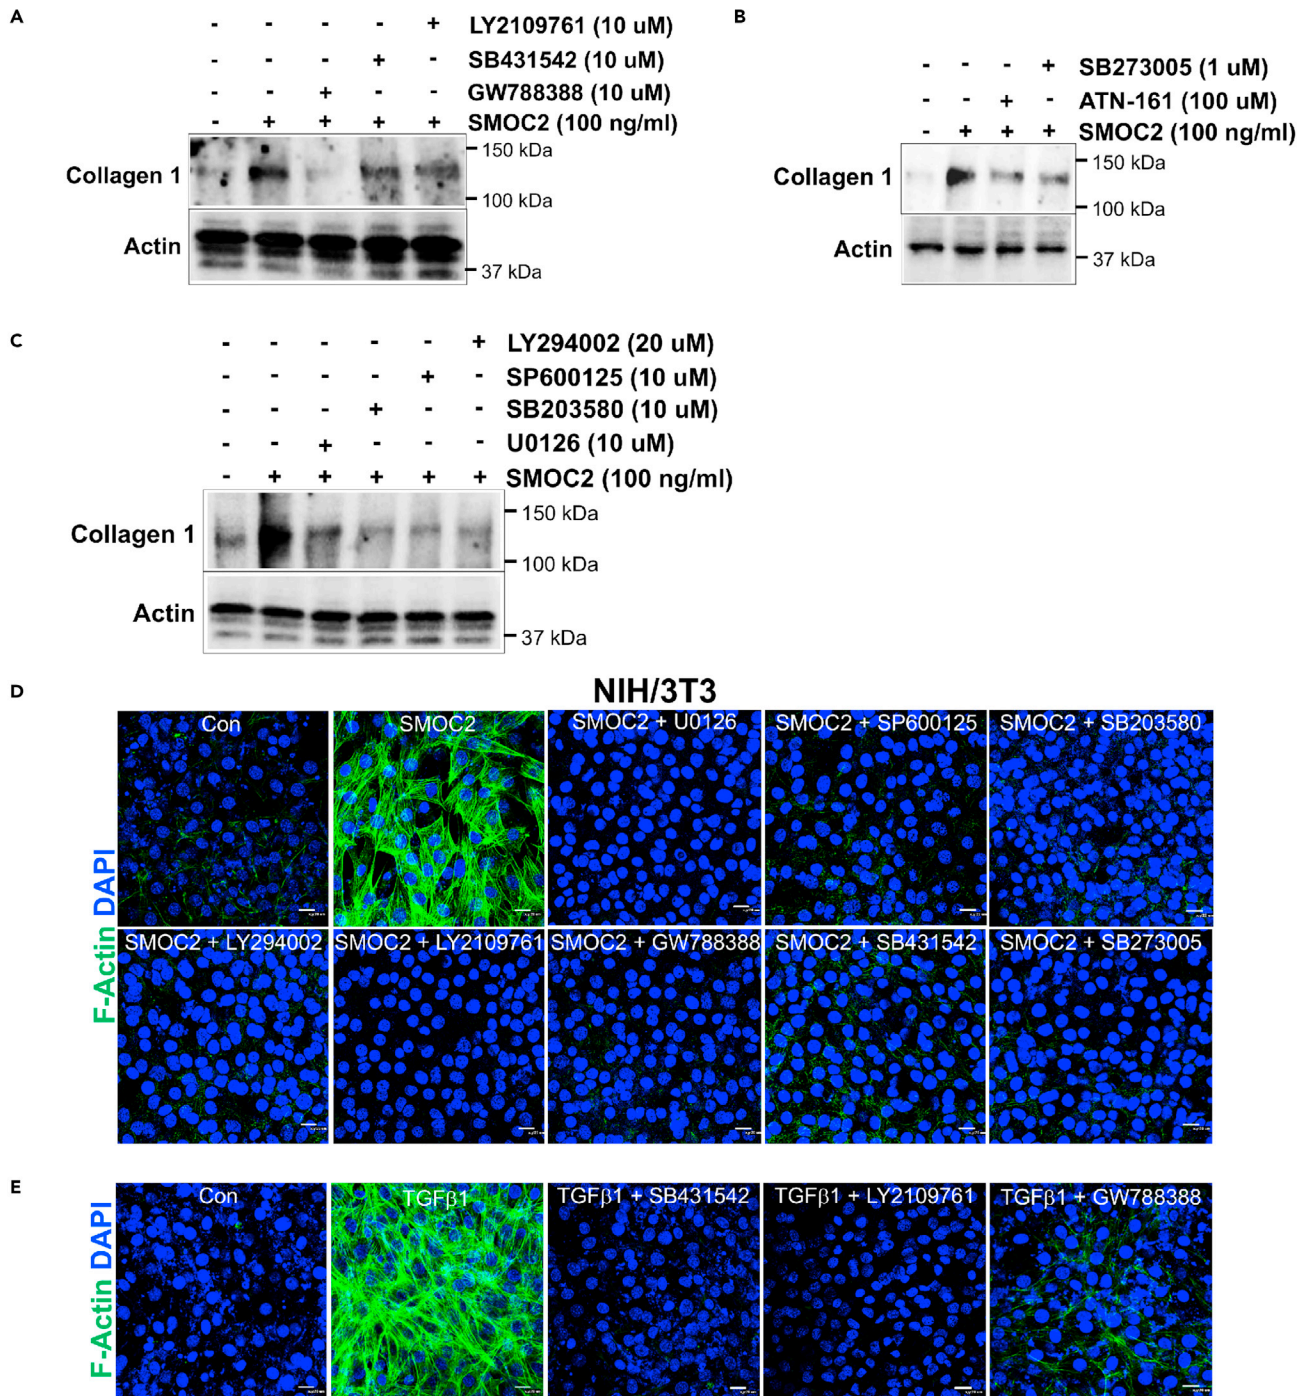 A
- - - - + LY2109761 (10 uM)
- - - + - SB431542 (10 uM)
- - + - - GW788388 (10 uM)
- + + + + SMOC2 (100 ng/ml)
150 kDa
Collagen 1
100 kDa
Actin
37 kDa
B
- - - + SB273005 (1 uM)
- - + - ATN-161 (100 uM)
- + + + SMOC2 (100 ng/ml)
150 kDa
Collagen 1
100 kDa
Actin
37 kDa
C
- - - - - + LY294002 (20 uM)
- - - - + - SP600125 (10 uM)
- - - + - - SB203580 (10 uM)
- - + - - - U0126 (10 uM)
- + + + + + SMOC2 (100 ng/ml)
150 kDa
Collagen 1
100 kDa
Actin
37 kDa
D
NIH/3T3
F-Actin DAPI
Con
SMOC2
SMOC2 + U0126
SMOC2 + SP600125
SMOC2 + SB203580
SMOC2 + LY294002
SMOC2 + LY2109761
SMOC2 + GW788388
SMOC2 + SB431542
SMOC2 + SB273005
E
F-Actin DAPI
Con
TGFβ1
TGFβ1 + SB431542
TGFβ1 + LY2109761
TGFβ1 + GW788388